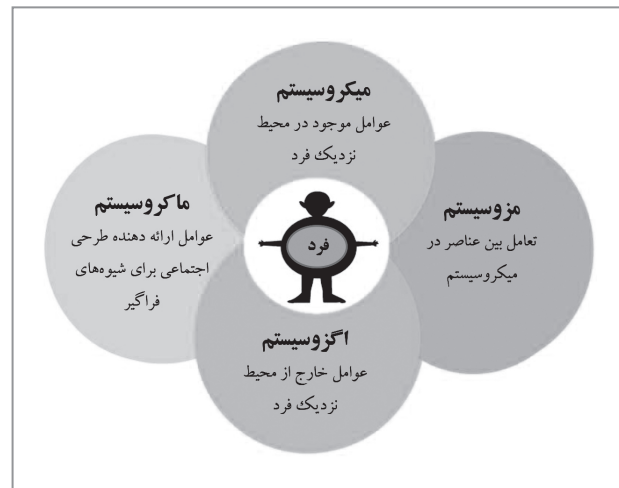 میکروسیستم
عوامل موجود در محیط
نزدیک فرد
مزوسیستم
تعامل بین عناصر در
میکروسیستم
ماکروسیستم
عوامل ارائه دهنده طرحی
اجتماعی برای شیوه‌های
فراگیر
فرد
اگزوسیستم
عوامل خارج از محیط
نزدیک فرد